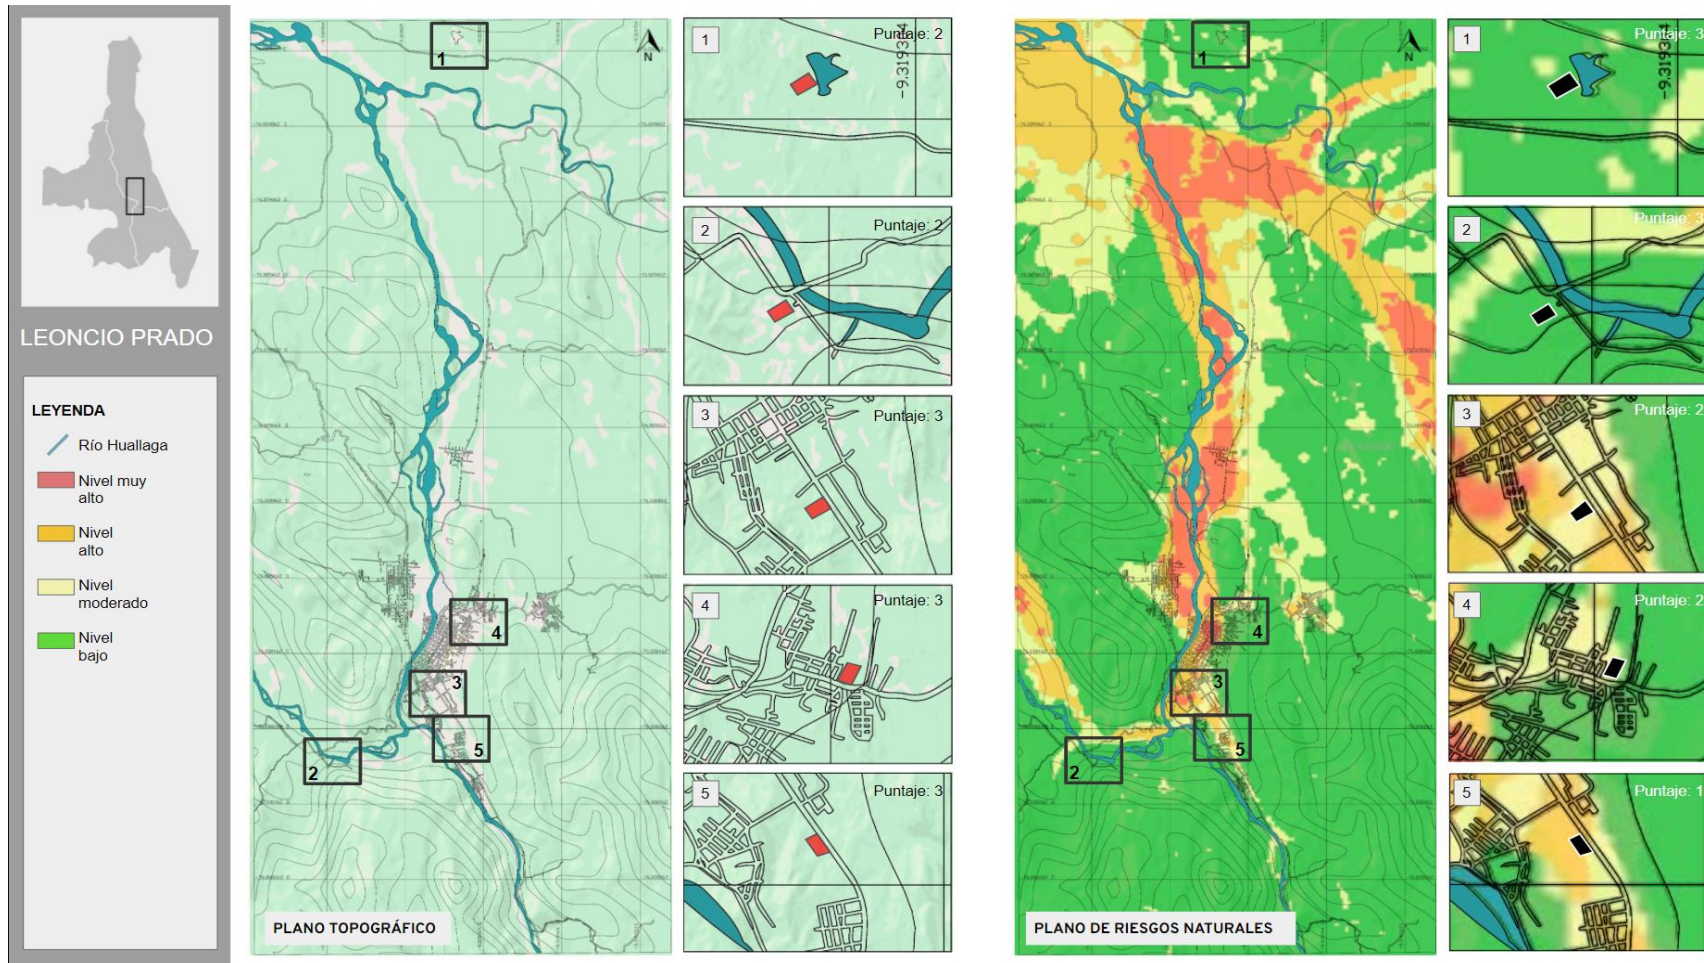 LEONCIO PRADO
LEYENDA
Río Huallaga
Nivel muy
alto
Nivel
alto
Nivel
moderado
Nivel
bajo
1
N
4
3
5
2
PLANO TOPOGRÁFICO
1
Puntaje: 2
-9.319394
2
Puntaje: 2
3
Puntaje: 3
4
Puntaje: 3
5
Puntaje: 3
1
N
4
3
5
2
PLANO DE RIESGOS NATURALES
1
Puntaje: 3
-9.319394
2
Puntaje: 3
3
Puntaje: 2
4
Puntaje: 2
5
Puntaje: 1